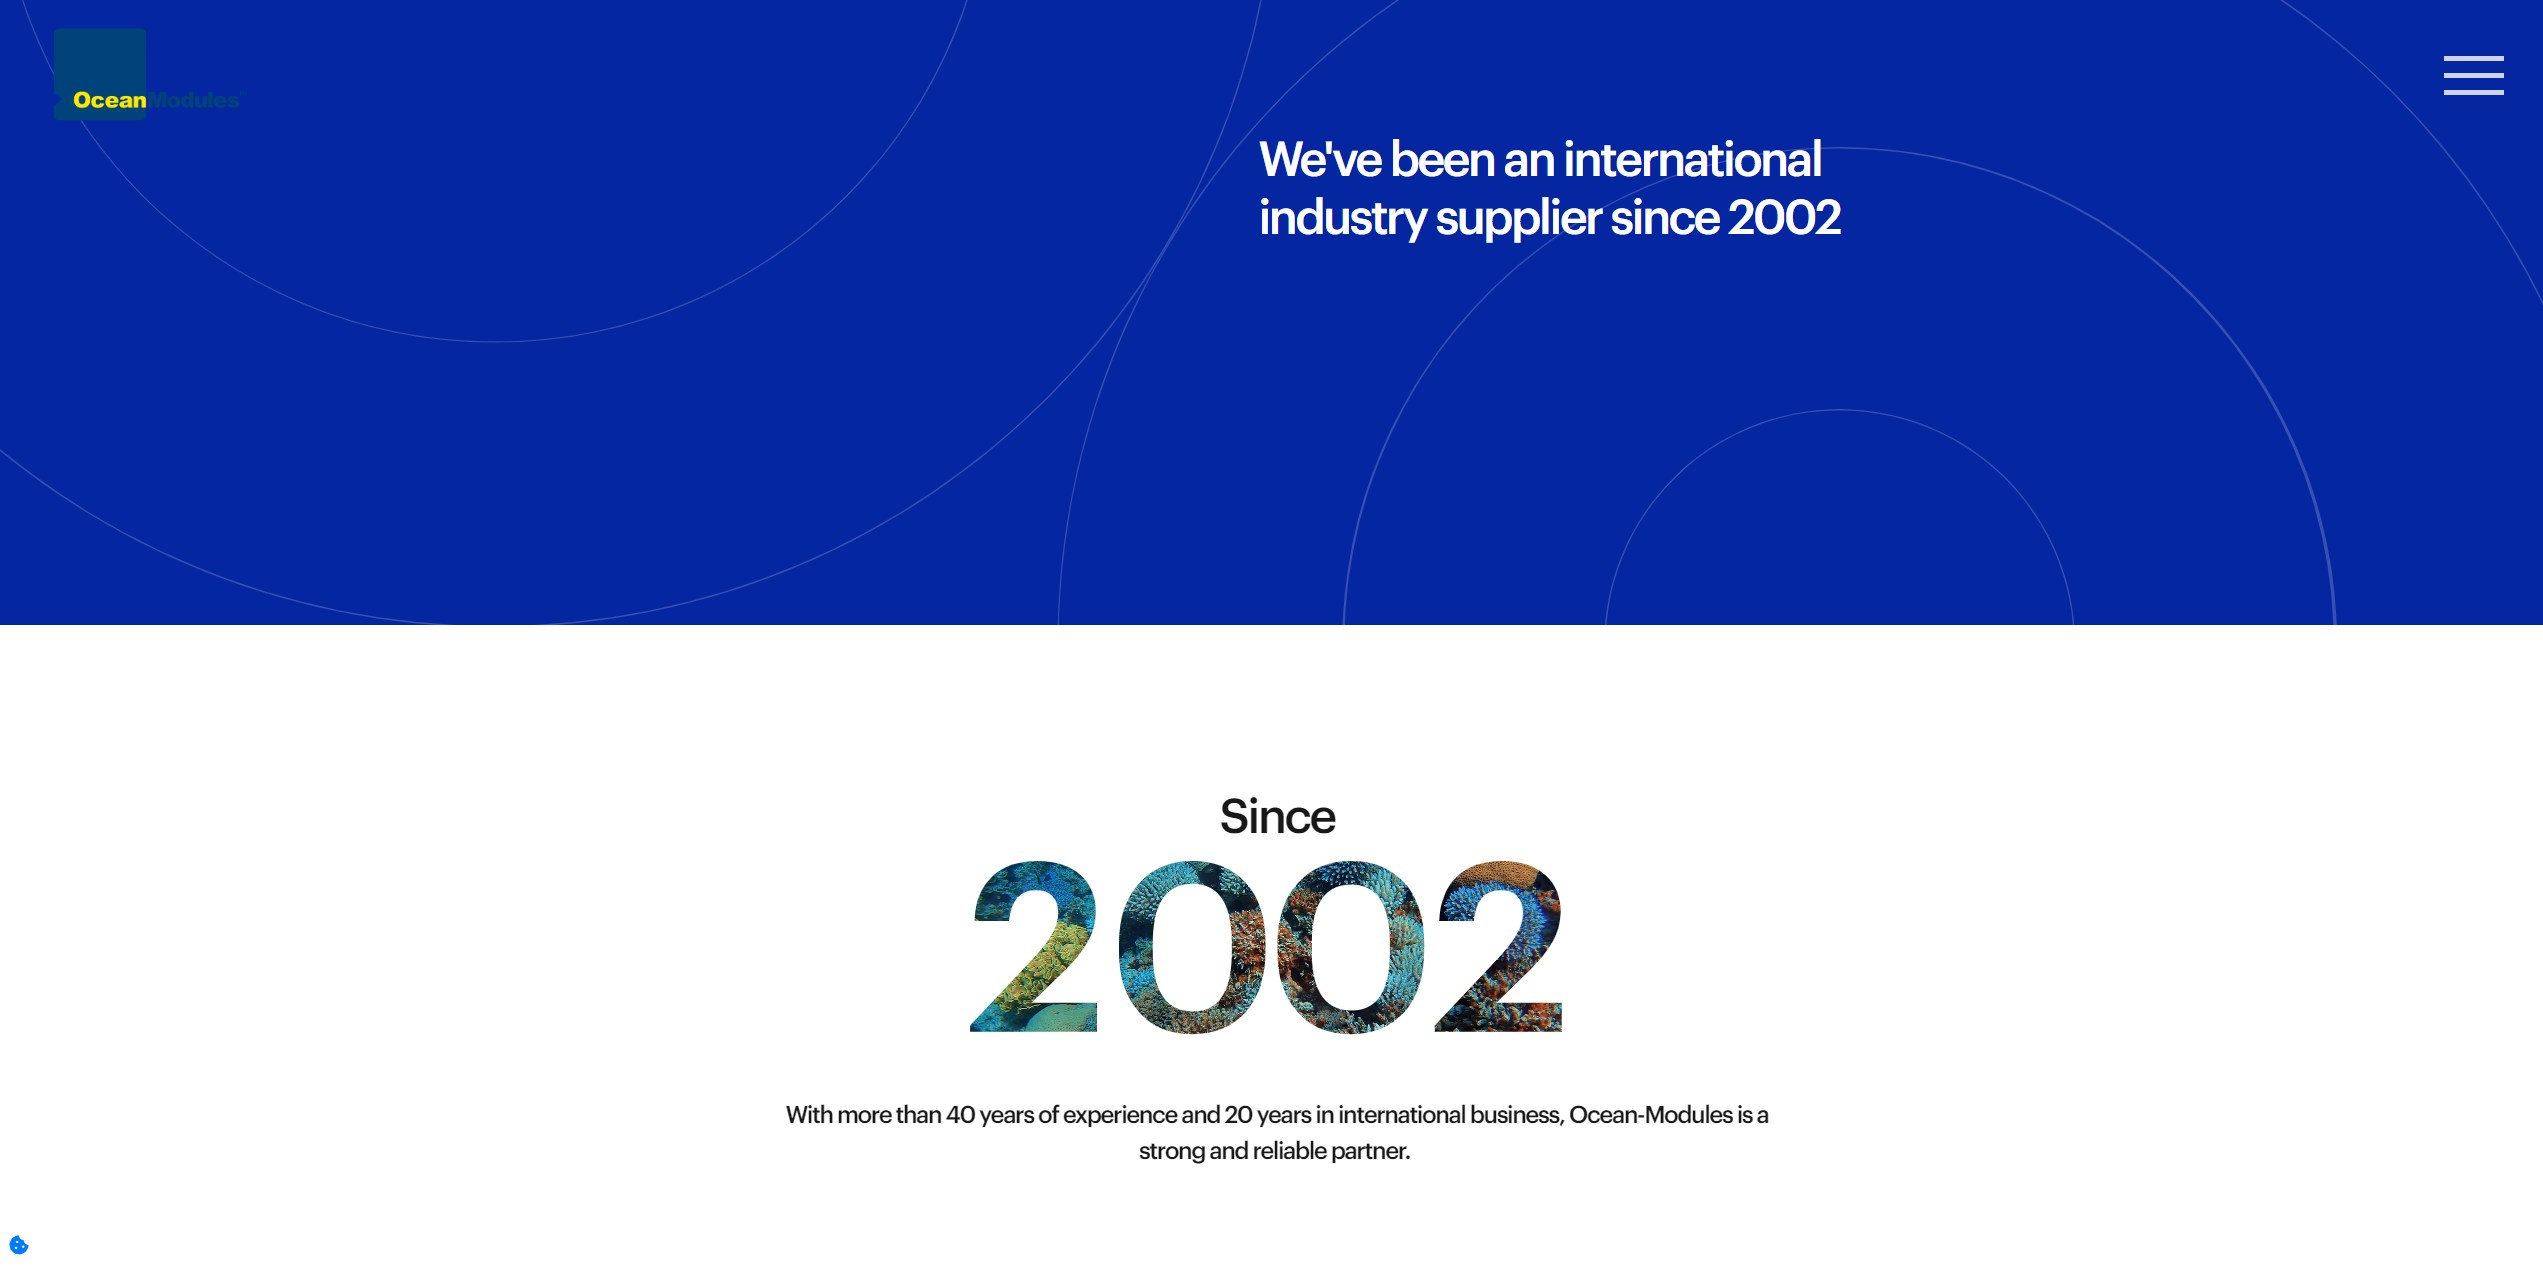 OceanModules
We've been an international
industry supplier since 2002
Since
2002
With more than 40 years of experience and 20 years in international business, Ocean-Modules is a
strong and reliable partner.